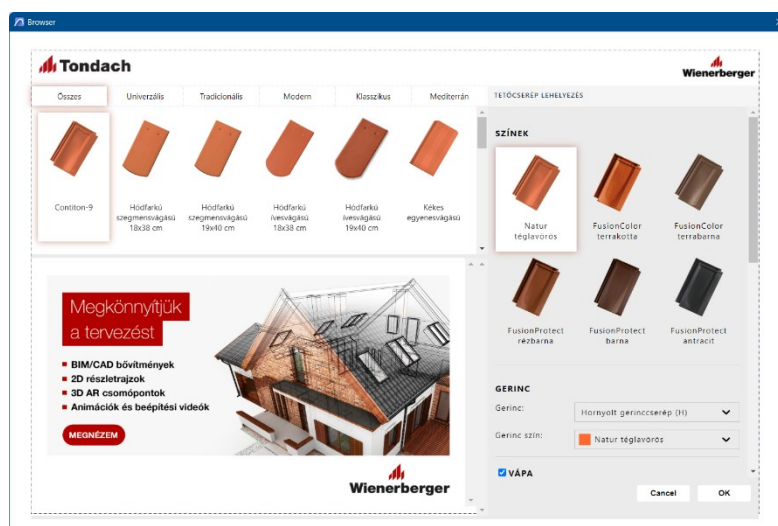 Browser
Tondach
Wienerberger
Összes
Univerzális
Tradicionális
Modern
Klasszikus
Mediterrán
TETŐCSERÉP LEHELYEZÉS
Contiton-9
Hódfarkú
szegmensvágású
18x38 cm
Hódfarkú
szegmensvágású
19x40 cm
Hódfarkú
ívesvágású
18x38 cm
Hódfarkú
ívesvágású
19x40 cm
Kékes
egyenesvágású
SZÍNEK
Natur
téglavörös
FusionColor
terrakotta
FusionColor
terrabarna
FusionProtect
rézbarna
FusionProtect
barna
FusionProtect
antracit
Megkönnyítjük
a tervezést
BIM/CAD bővítmények
2D részletrajzok
3D AR csomópontok
Animációk és beépítési videók
MEGNÉZEM
Wienerberger
GERINC
Gerinc:
Hornyolt gerinccserép (H)
Gerinc szín:
Natur téglavörös
VÁPA
Cancel
OK